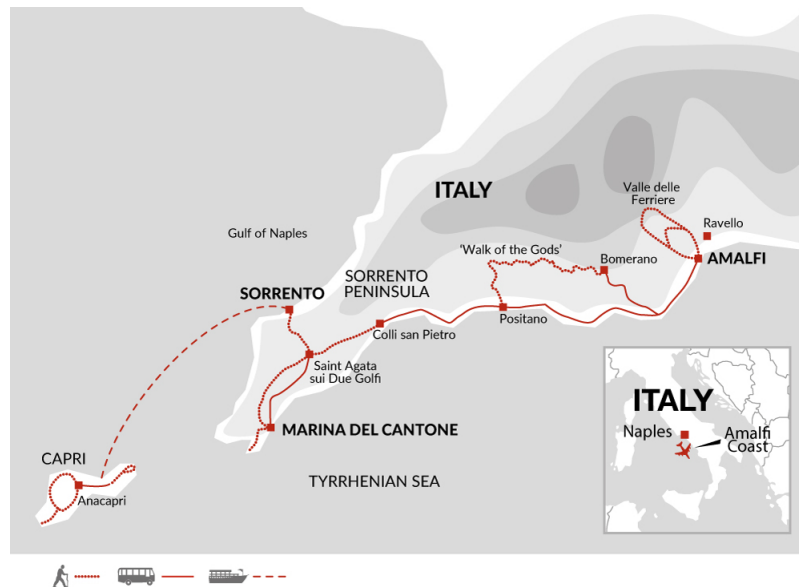 ITALY
Valle delle
Ferriere
Ravello
Gulf of Naples
'Walk of the Gods'
Bomerano
AMALFI
SORRENTO
PENINSULA
SORRENTO
Positano
Colli san Pietro
Saint Agata
sui Due Golfi
MARINA DEL CANTONE
CAPRI
Anacapri
TYRRHENIAN SEA
ITALY
Naples
Amalfi
Coast